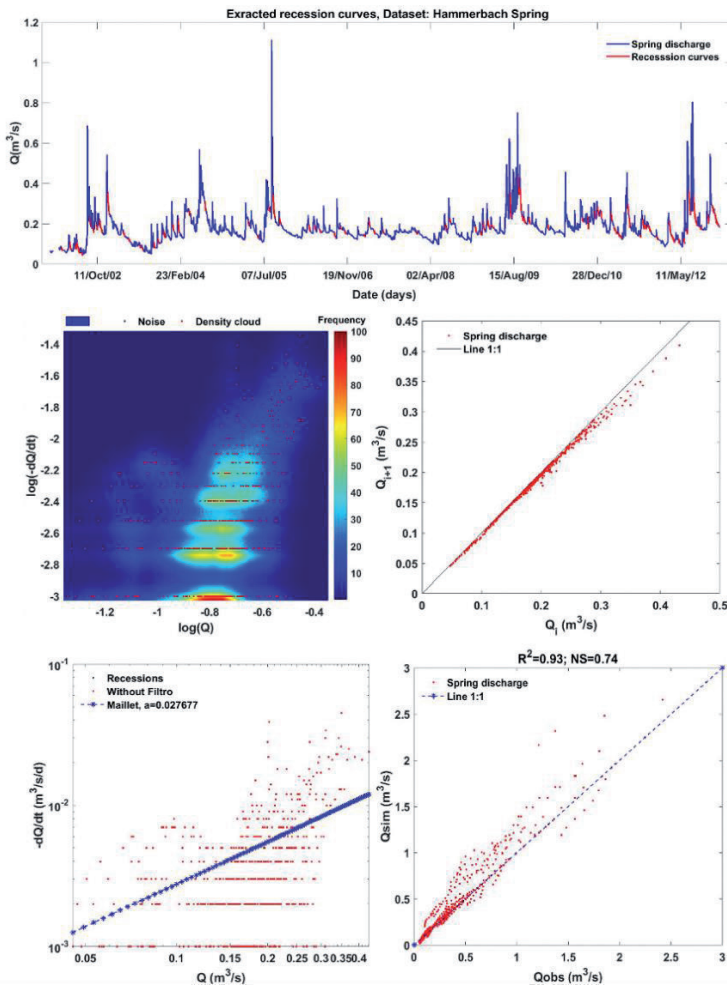 Exracted recession curves, Dataset: Hammerbach Spring
1.2
1
0.8
0.6
0.4
0.2
0
Q(m³/s)
Spring discharge
Recesssion curves
11/Oct/02 23/Feb/04 07/Jul/05 19/Nov/06 02/Apr/08 15/Aug/09 28/Dec/10 11/May/12
Date (days)
Noise Density cloud Frequency
-1.4
-1.6
-1.8
-2
-2.2
-2.4
-2.6
-2.8
-3
log(-dQ/dt)
-1.2 -1 -0.8 -0.6 -0.4
log(Q)
100
90
80
70
60
50
40
30
20
10
0.45
0.4
0.35
0.3
0.25
0.2
0.15
0.1
0.05
0
Qi+1 (m³/s)
Spring discharge
Line 1:1
0 0.1 0.2 0.3 0.4 0.5
Qi (m³/s)
10⁻¹
10⁻²
10⁻³
-dQ/dt (m³/s/d)
Recessions
Without Filtro
Maillet, a=0.027677
0.05 0.1 0.15 0.2 0.25 0.3 0.35 0.4
Q (m³/s)
R²=0.93; NS=0.74
3
2.5
2
1.5
1
0.5
0
Qsim (m³/s)
Spring discharge
Line 1:1
0 0.5 1 1.5 2 2.5 3
Qobs (m³/s)